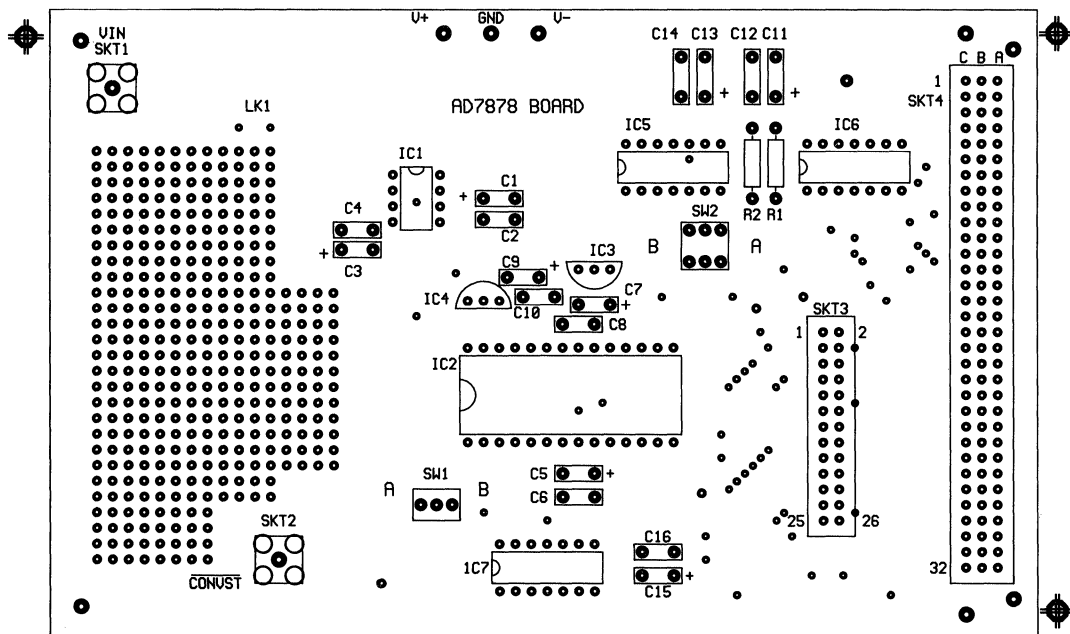 V+ GND V-
VIN
SKT1
C14 C13 C12 C11
+ +
C B A
1
SKT4
LK1
AD7878 BOARD
IC5
IC6
IC1
C1
+
C2
R2 R1
C4
+
C3
SW2
B A
IC3
C9 +
IC4
C10
C7
+
C8
SKT3
1 2
IC2
C5 +
C6
SW1
A B
25 26
SKT2
CONVST
C16
1C7
+
C15
32